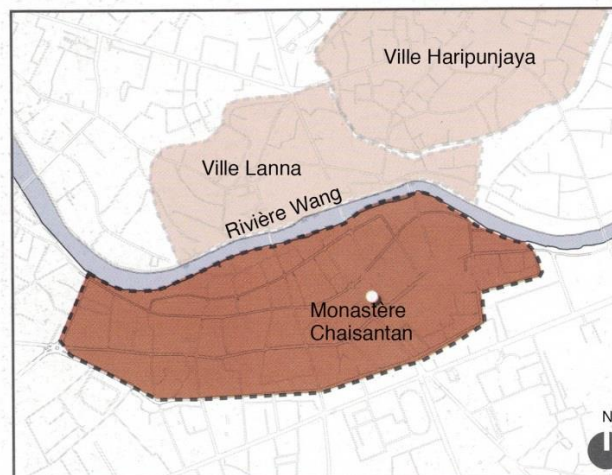 Ville Haripunjaya
Ville Lanna
Rivière Wang
Monastère
Chaisantan
N